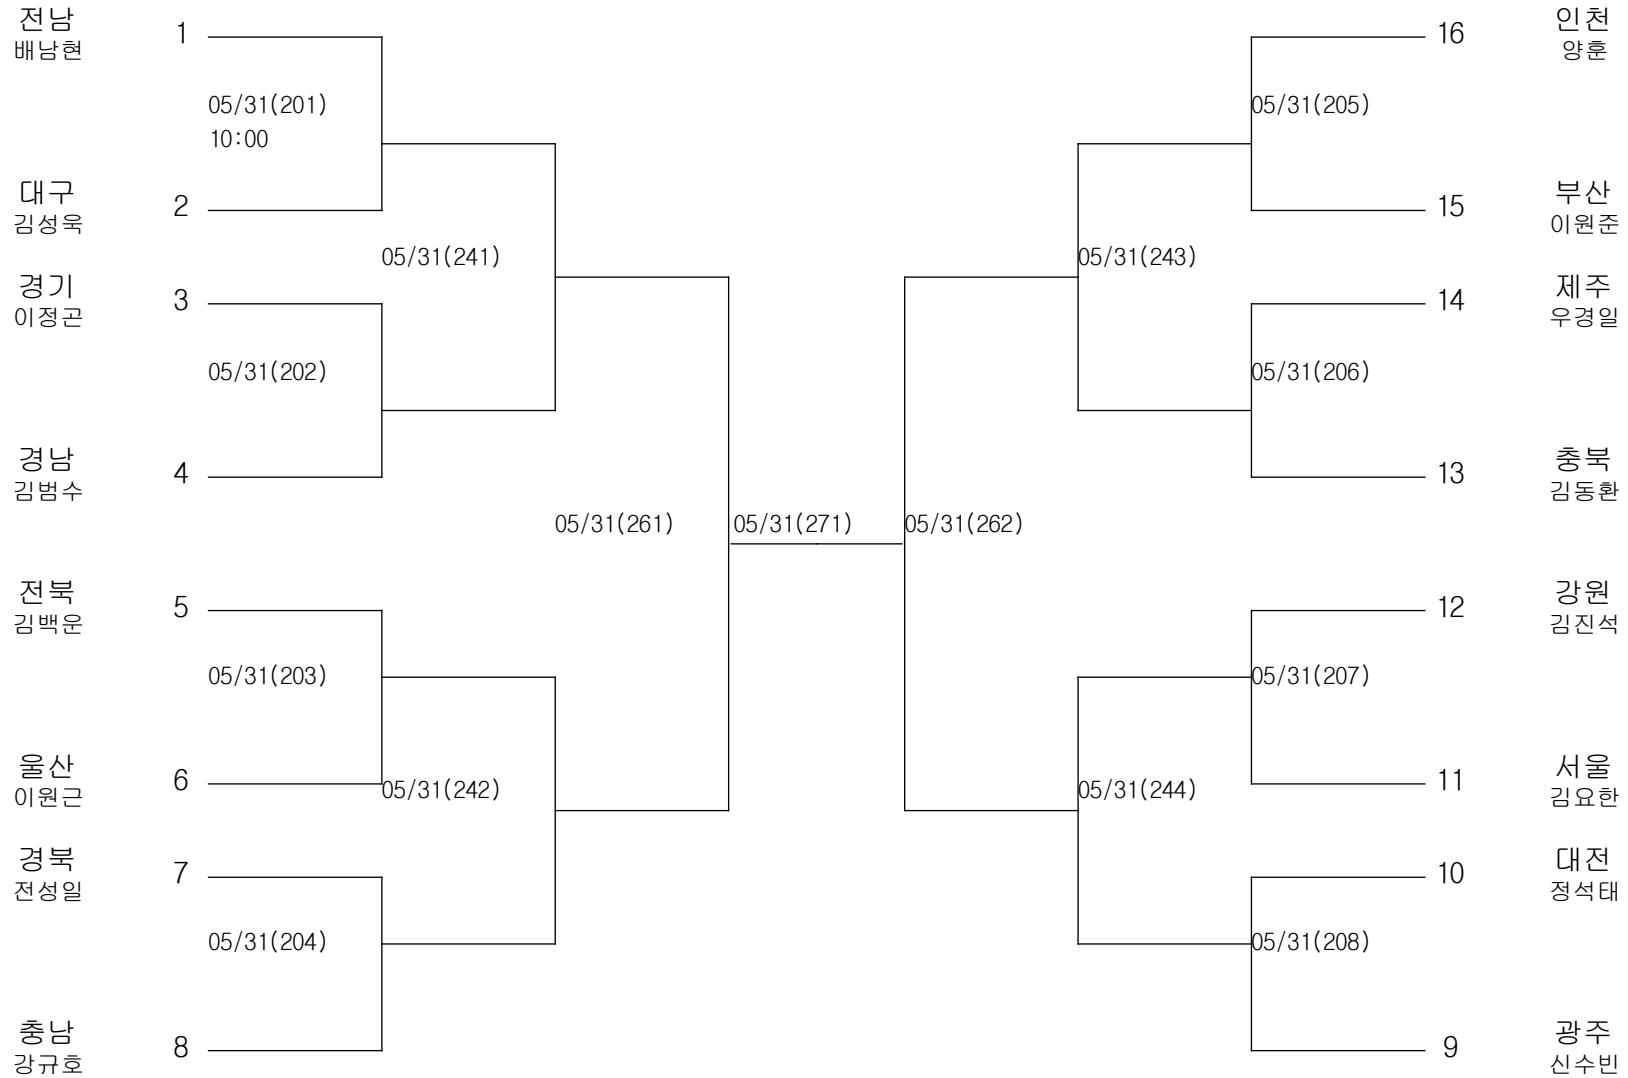 전남
배남현
1
05/31(201)
10:00
대구
김성욱
2
05/31(241)
경기
이정곤
3
05/31(202)
경남
김범수
4
05/31(261)
전북
김백운
5
05/31(203)
울산
이원근
6
05/31(242)
경북
전성일
7
05/31(204)
충남
강규호
8
05/31(271)
16
인천
양훈
05/31(205)
15
부산
이원준
05/31(243)
14
제주
우경일
05/31(206)
13
충북
김동환
05/31(262)
12
강원
김진석
05/31(207)
11
서울
김요한
05/31(244)
10
대전
정석태
05/31(208)
9
광주
신수빈